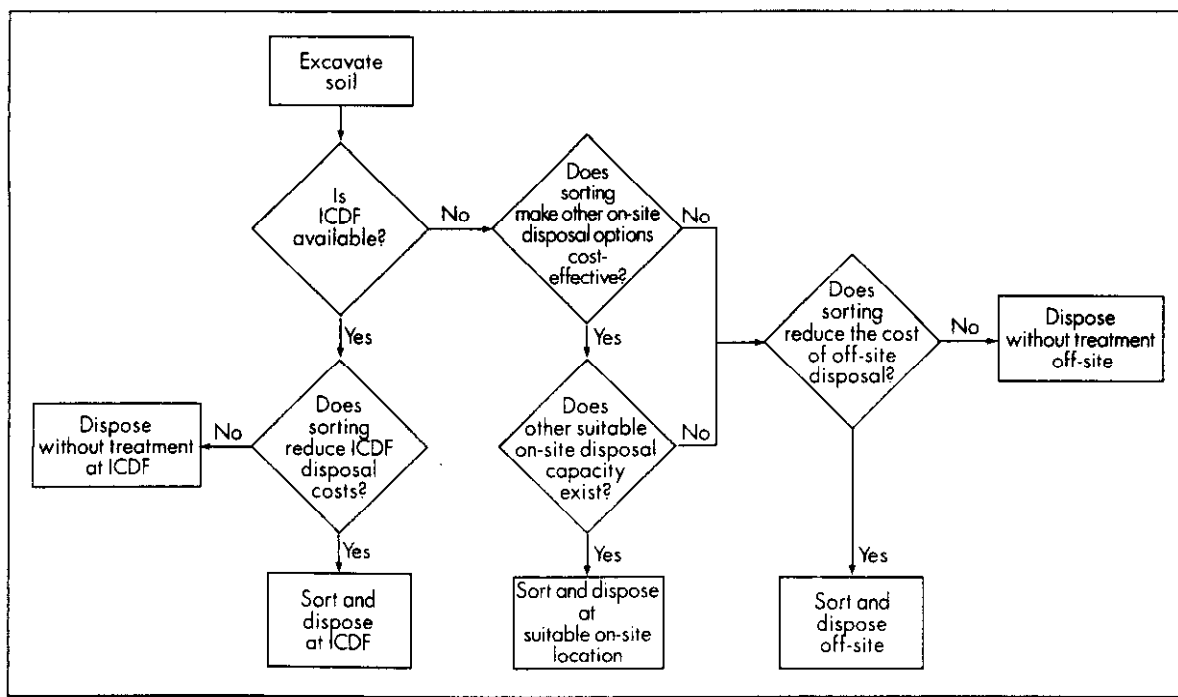 Excavate
soil
Is
ICDF
available?
No
Yes
Does
sorting
make other on-site
disposal options
cost-
effective?
No
Yes
Does
sorting
reduce the cost
of off-site
disposal?
No
Dispose
without treatment
off-site
Dispose
without treatment
at ICDF
No
Does
sorting
reduce ICDF
disposal
costs?
Yes
Does
other suitable
on-site disposal
capacity
exist?
No
Yes
Yes
Sort and
dispose
at ICDF
Sort and dispose
at
suitable on-site
location
Sort and
dispose
off-site